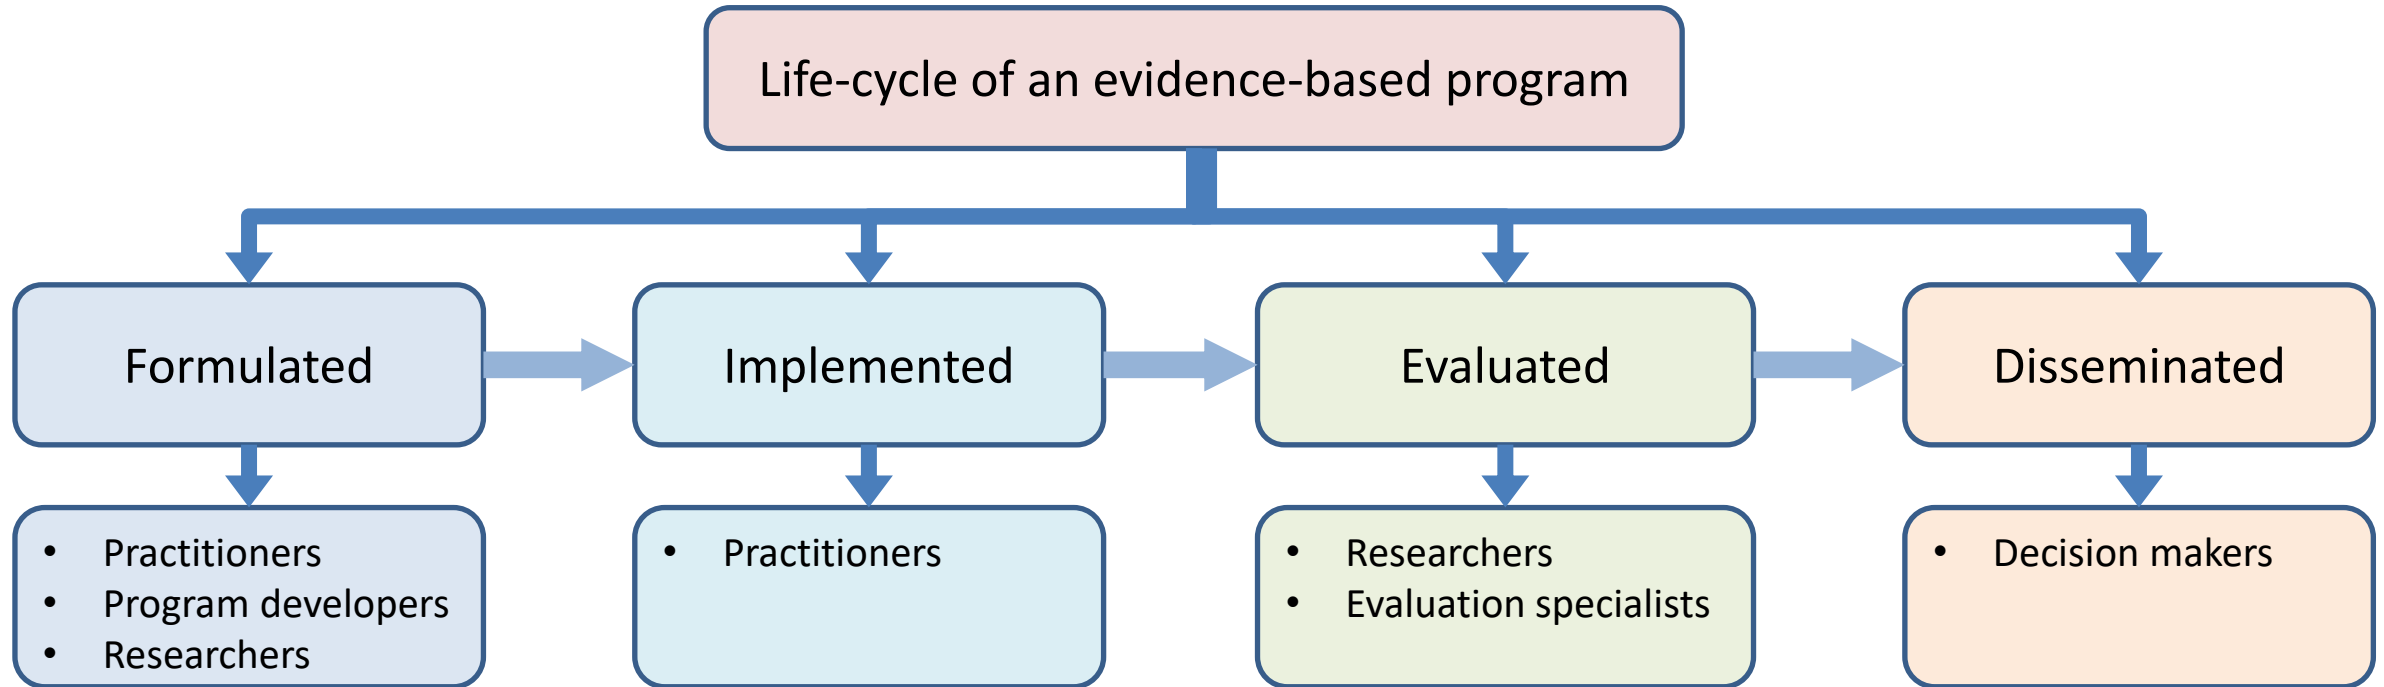 Life-cycle of an evidence-based program
Formulated
Implemented
Evaluated
Disseminated
• Practitioners
• Program developers
• Researchers
• Practitioners
• Researchers
• Evaluation specialists
• Decision makers